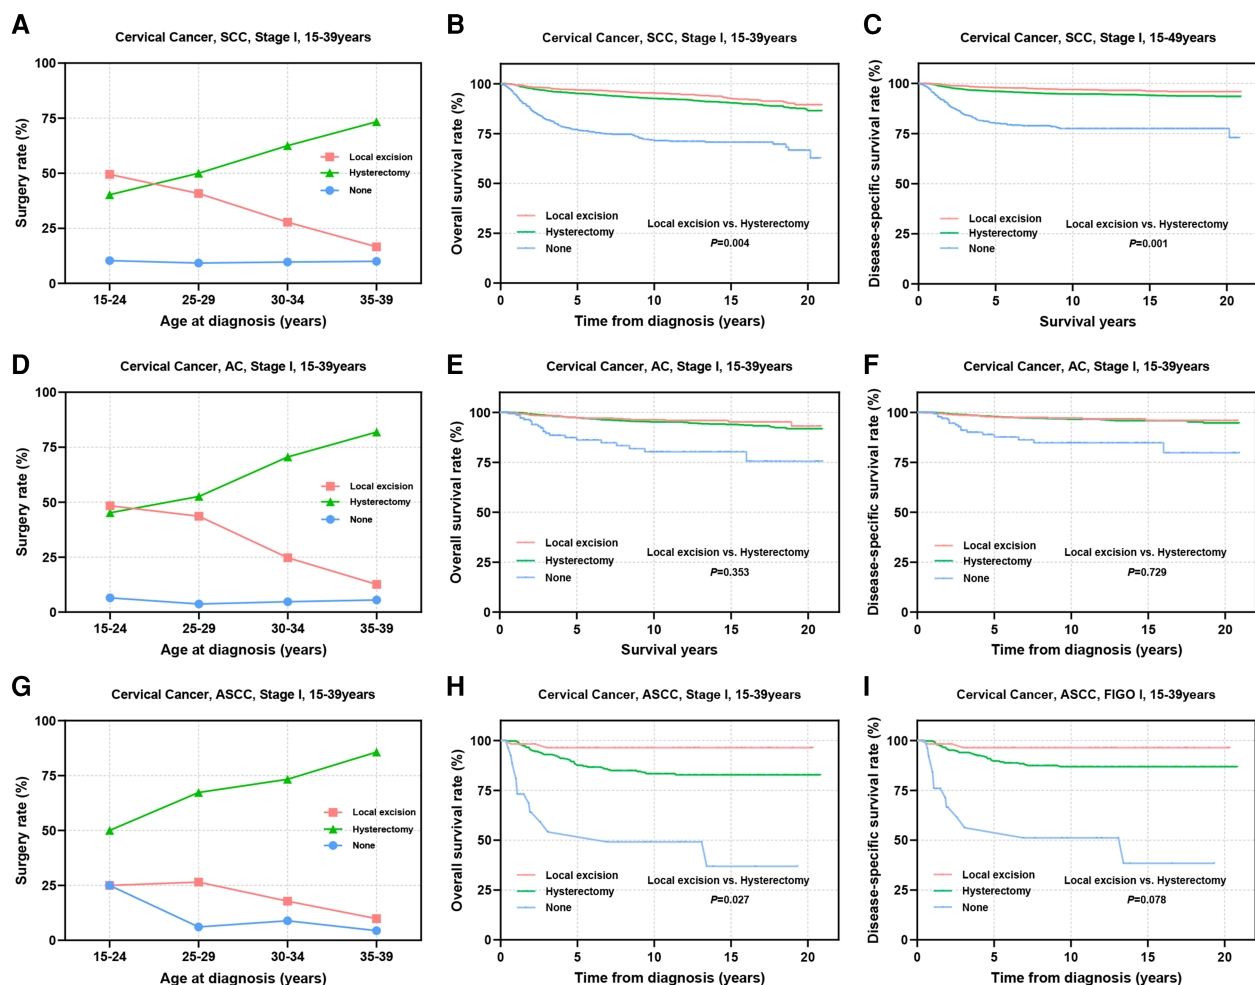 A
Cervical Cancer, SCC, Stage I, 15-39years
Surgery rate (%)
100
75
50
25
0
Local excision
Hysterectomy
None
15-24 25-29 30-34 35-39
Age at diagnosis (years)
B
Cervical Cancer, SCC, Stage I, 15-39years
Overall survival rate (%)
100
75
50
25
0
Local excision
Hysterectomy
None
Local excision vs. Hysterectomy
P=0.004
0 5 10 15 20
Time from diagnosis (years)
C
Cervical Cancer, SCC, Stage I, 15-49years
Disease-specific survival rate (%)
100
75
50
25
0
Local excision
Hysterectomy
None
Local excision vs. Hysterectomy
P=0.001
0 5 10 15 20
Survival years
D
Cervical Cancer, AC, Stage I, 15-39years
Surgery rate (%)
100
75
50
25
0
Local excision
Hysterectomy
None
15-24 25-29 30-34 35-39
Age at diagnosis (years)
E
Cervical Cancer, AC, Stage I, 15-39years
Overall survival rate (%)
100
75
50
25
0
Local excision
Hysterectomy
None
Local excision vs. Hysterectomy
P=0.353
0 5 10 15 20
Survival years
F
Cervical Cancer, AC, Stage I, 15-39years
Disease-specific survival rate (%)
100
75
50
25
0
Local excision
Hysterectomy
None
Local excision vs. Hysterectomy
P=0.729
0 5 10 15 20
Time from diagnosis (years)
G
Cervical Cancer, ASCC, Stage I, 15-39years
Surgery rate (%)
100
75
50
25
0
Local excision
Hysterectomy
None
15-24 25-29 30-34 35-39
Age at diagnosis (years)
H
Cervical Cancer, ASCC, Stage I, 15-39years
Overall survival rate (%)
100
75
50
25
0
Local excision
Hysterectomy
None
Local excision vs. Hysterectomy
P=0.027
0 5 10 15 20
Time from diagnosis (years)
I
Cervical Cancer, ASCC, FIGO I, 15-39years
Disease-specific survival rate (%)
100
75
50
25
0
Local excision
Hysterectomy
None
Local excision vs. Hysterectomy
P=0.078
0 5 10 15 20
Time from diagnosis (years)